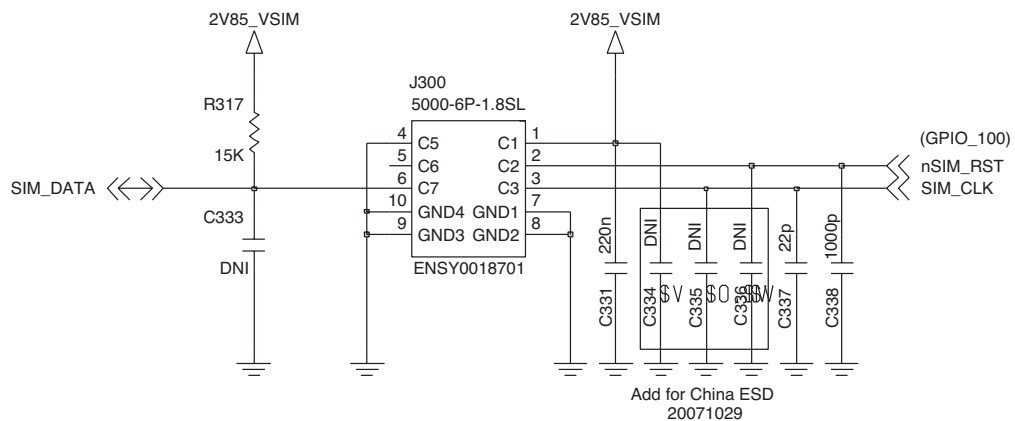 2V85_VSIM
2V85_VSIM
J300
5000-6P-1.8SL
R317
15K
4 C5 C1 1
5 C6 C2 2
6 C7 C3 3
10 GND4 GND1 7
9 GND3 GND2 8
ENSY0018701
(GPIO_100)
nSIM_RST
SIM_CLK
SIM_DATA
C333
DNI
220n
C331
DNI
C334
DNI
C335
DNI
C336
22p
C337
1000p
C338
Add for China ESD
20071029